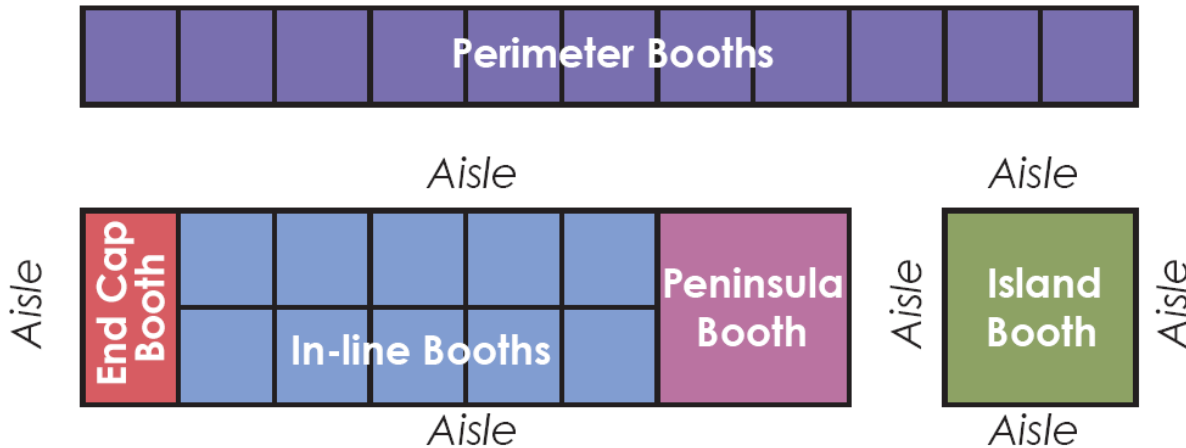 Perimeter Booths
Aisle
Aisle
Aisle
End Cap
Booth
In-line Booths
Peninsula
Booth
Aisle
Island
Booth
Aisle
Aisle
Aisle